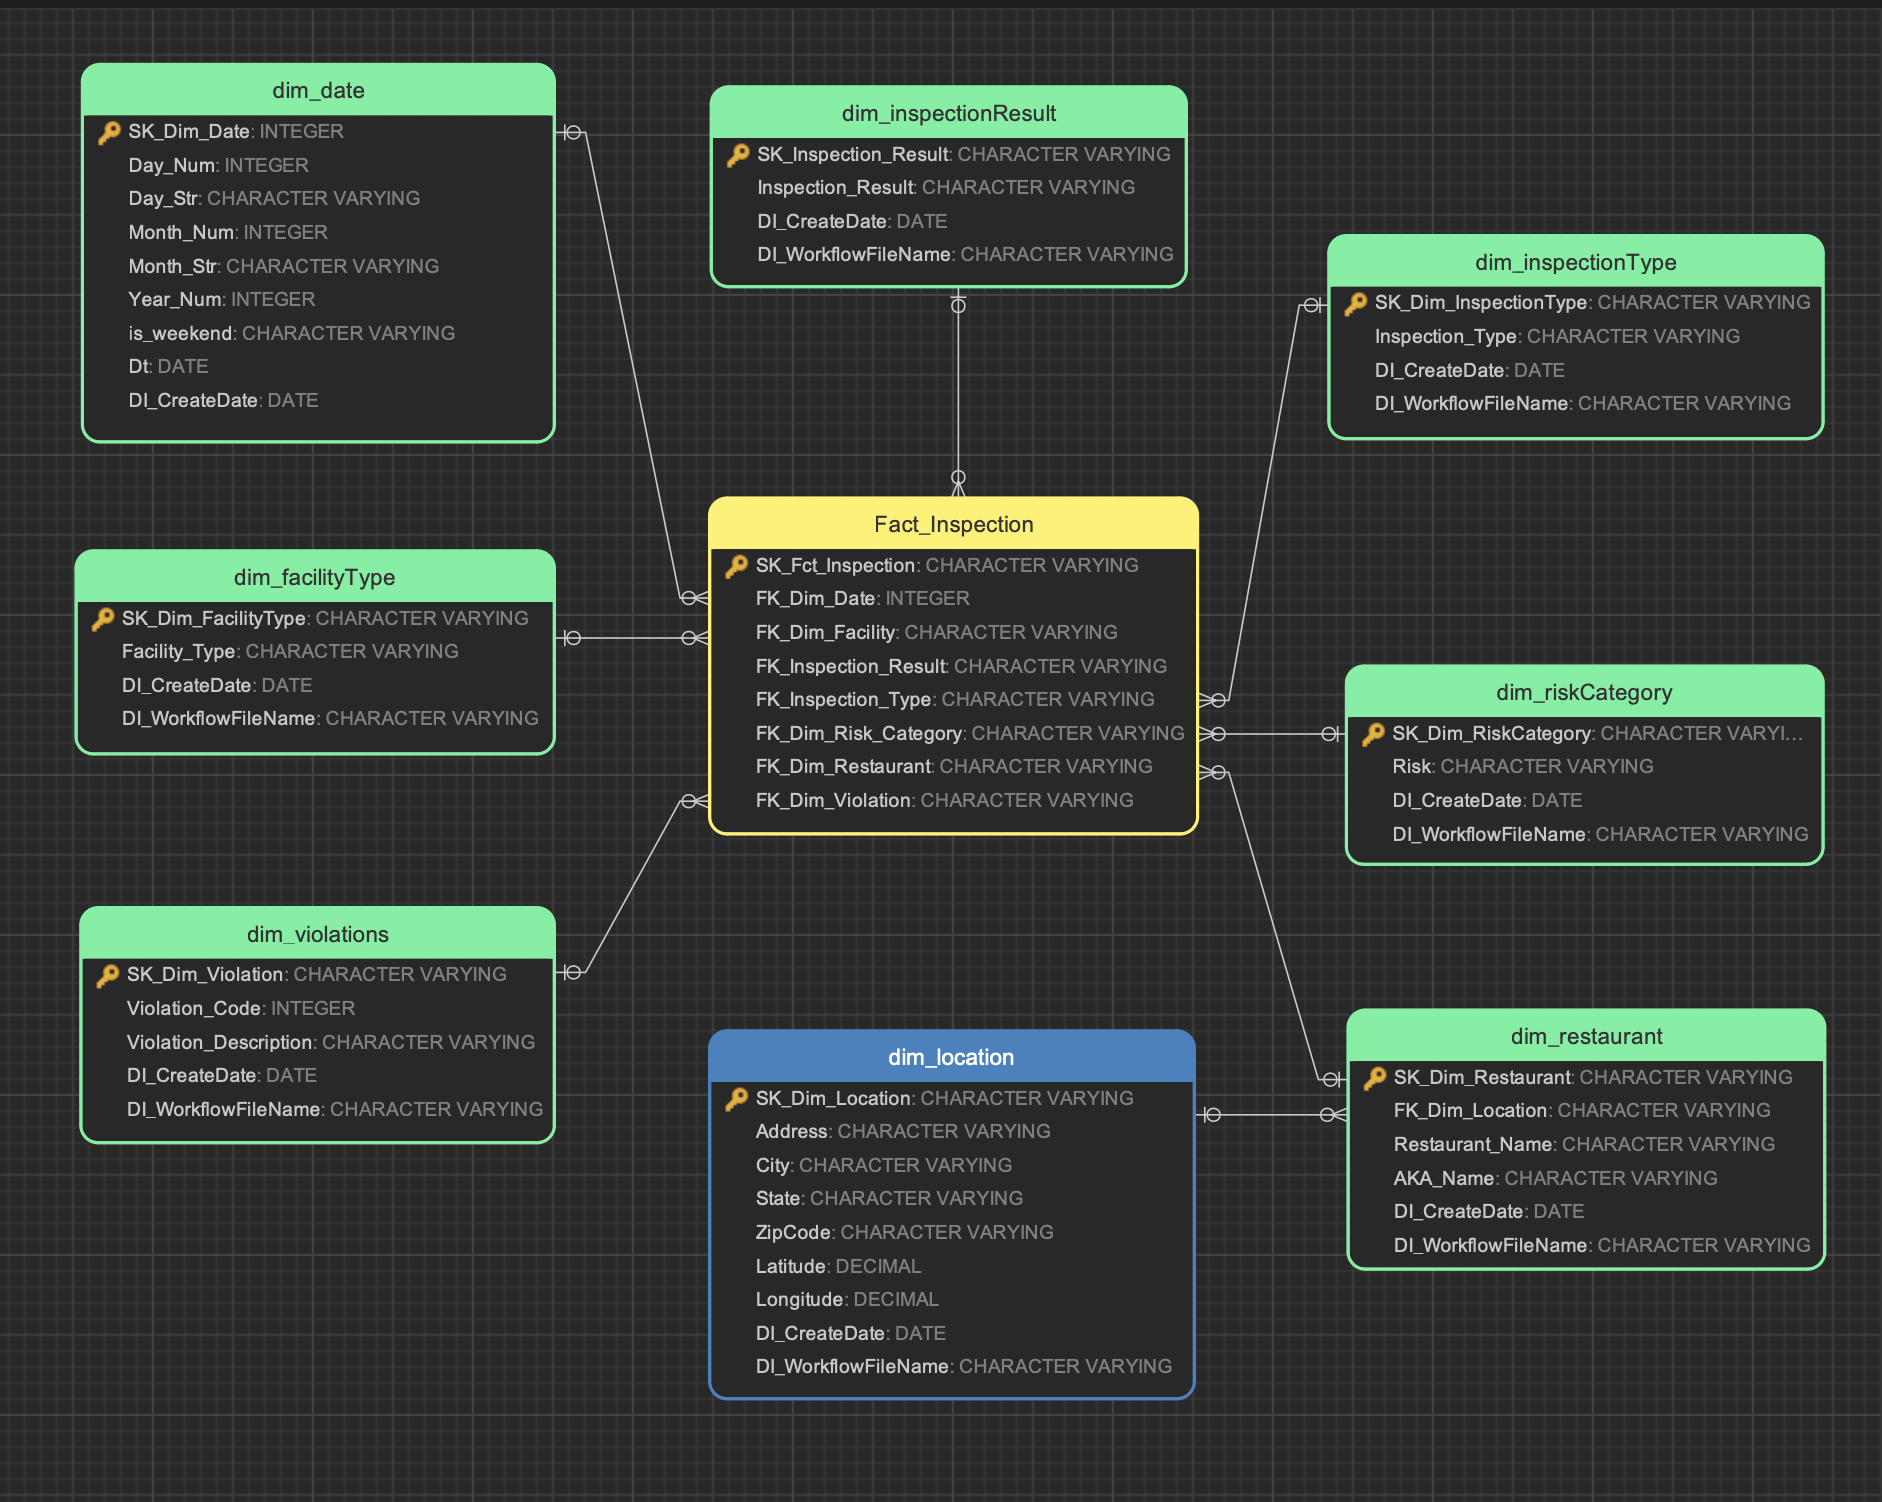 dim_date
SK_Dim_Date: INTEGER
Day_Num: INTEGER
Day_Str: CHARACTER VARYING
Month_Num: INTEGER
Month_Str: CHARACTER VARYING
Year_Num: INTEGER
is_weekend: CHARACTER VARYING
Dt: DATE
DI_CreateDate: DATE
dim_inspectionResult
SK_Inspection_Result: CHARACTER VARYING
Inspection_Result: CHARACTER VARYING
DI_CreateDate: DATE
DI_WorkflowFileName: CHARACTER VARYING
dim_inspectionType
SK_Dim_InspectionType: CHARACTER VARYING
Inspection_Type: CHARACTER VARYING
DI_CreateDate: DATE
DI_WorkflowFileName: CHARACTER VARYING
dim_facilityType
SK_Dim_FacilityType: CHARACTER VARYING
Facility_Type: CHARACTER VARYING
DI_CreateDate: DATE
DI_WorkflowFileName: CHARACTER VARYING
Fact_Inspection
SK_Fct_Inspection: CHARACTER VARYING
FK_Dim_Date: INTEGER
FK_Dim_Facility: CHARACTER VARYING
FK_Inspection_Result: CHARACTER VARYING
FK_Inspection_Type: CHARACTER VARYING
FK_Dim_Risk_Category: CHARACTER VARYING
FK_Dim_Restaurant: CHARACTER VARYING
FK_Dim_Violation: CHARACTER VARYING
dim_riskCategory
SK_Dim_RiskCategory: CHARACTER VARYI...
Risk: CHARACTER VARYING
DI_CreateDate: DATE
DI_WorkflowFileName: CHARACTER VARYING
dim_violations
SK_Dim_Violation: CHARACTER VARYING
Violation_Code: INTEGER
Violation_Description: CHARACTER VARYING
DI_CreateDate: DATE
DI_WorkflowFileName: CHARACTER VARYING
dim_location
SK_Dim_Location: CHARACTER VARYING
Address: CHARACTER VARYING
City: CHARACTER VARYING
State: CHARACTER VARYING
ZipCode: CHARACTER VARYING
Latitude: DECIMAL
Longitude: DECIMAL
DI_CreateDate: DATE
DI_WorkflowFileName: CHARACTER VARYING
dim_restaurant
SK_Dim_Restaurant: CHARACTER VARYING
FK_Dim_Location: CHARACTER VARYING
Restaurant_Name: CHARACTER VARYING
AKA_Name: CHARACTER VARYING
DI_CreateDate: DATE
DI_WorkflowFileName: CHARACTER VARYING